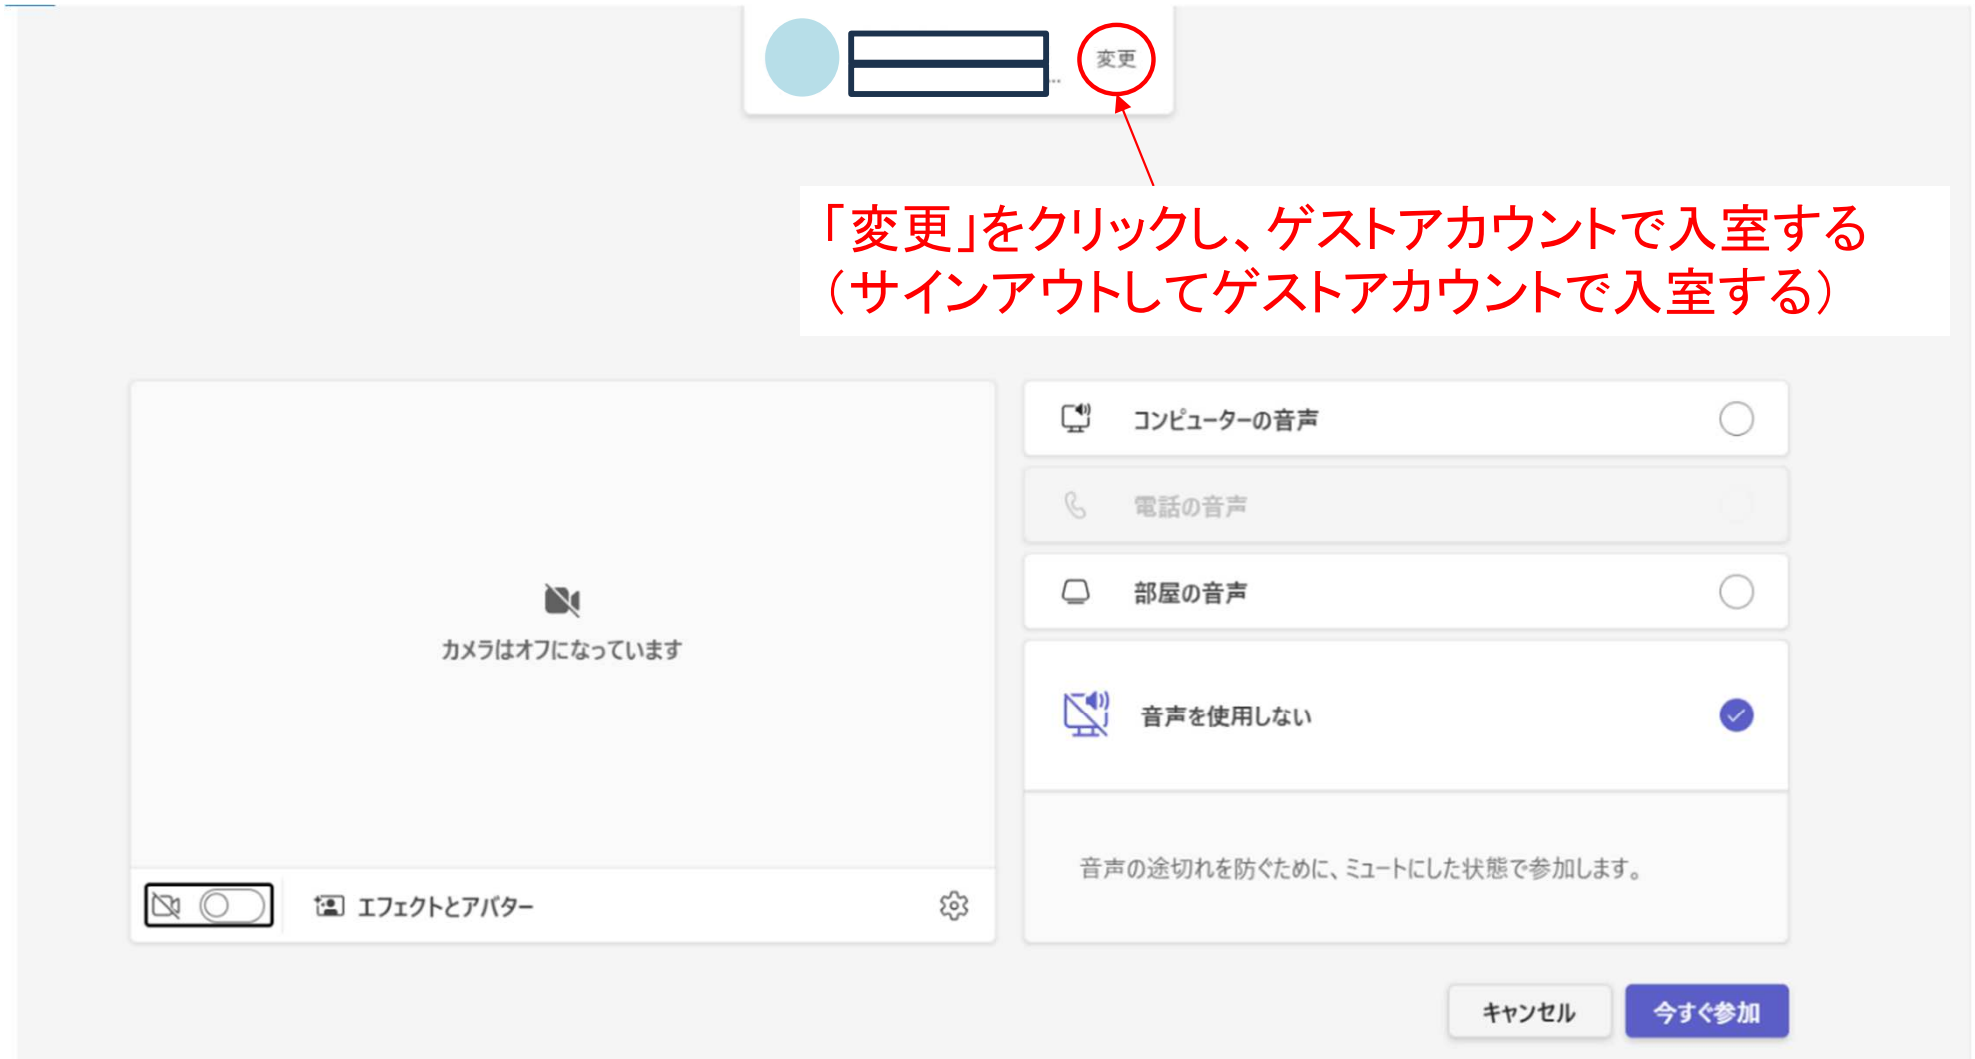 変更
…
「変更」をクリックし、ゲストアカウントで入室する
（サインアウトしてゲストアカウントで入室する）
コンピューターの音声
電話の音声
部屋の音声
カメラはオフになっています
音声を使用しない
音声の途切れを防ぐために、ミュートにした状態で参加します。
エフェクトとアバター
キャンセル
今すぐ参加